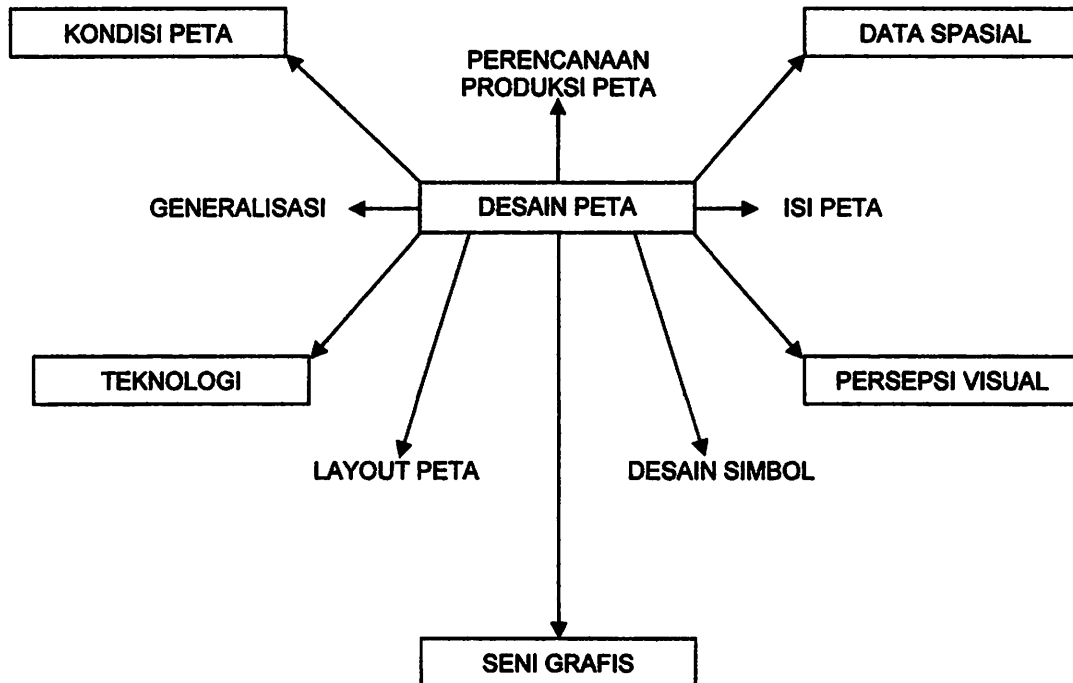 KONDISI PETA
DATA SPASIAL
PERENCANAAN
PRODUKSI PETA
GENERALISASI
DESAIN PETA
ISI PETA
TEKNOLOGI
PERSEPSI VISUAL
LAYOUT PETA
DESAIN SIMBOL
SENI GRAFIS